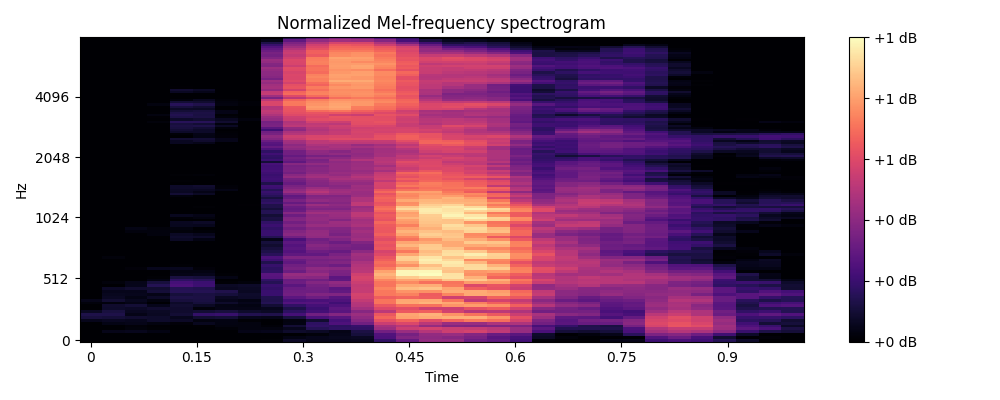 Normalized Mel-frequency spectrogram
Hz
4096
2048
1024
512
0
0 0.15 0.3 0.45 0.6 0.75 0.9
Time
+1 dB
+1 dB
+1 dB
+0 dB
+0 dB
+0 dB